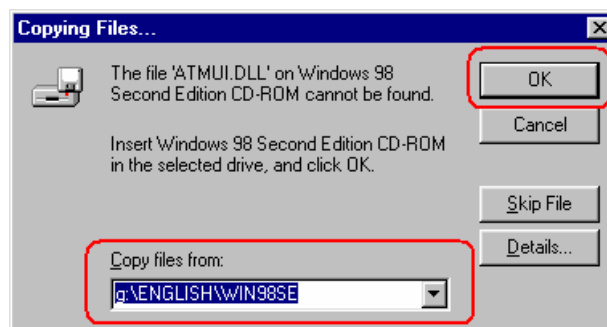 Copying Files...
The file 'ATMUI.DLL' on Windows 98
Second Edition CD-ROM cannot be found.
Insert Windows 98 Second Edition CD-ROM
in the selected drive, and click OK.
OK
Cancel
Skip File
Details...
Copy files from:
g:\ENGLISH\WIN98SE